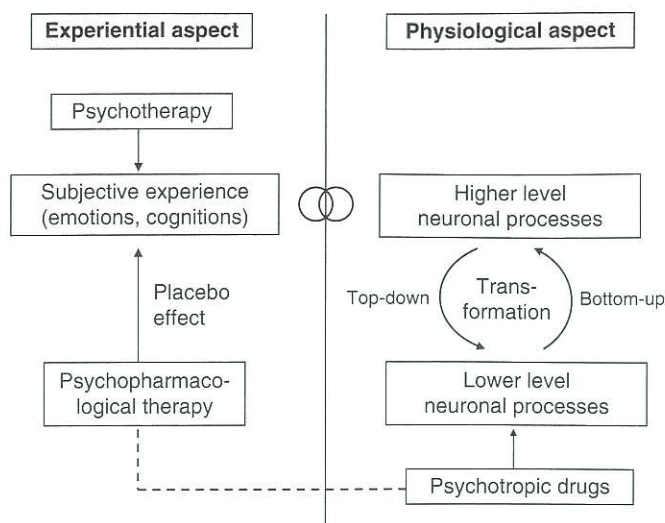 Experiential aspect
Physiological aspect
Psychotherapy
Subjective experience
(emotions, cognitions)
Higher level
neuronal processes
Placebo
effect
Top-down
Trans-
formation
Bottom-up
Psychopharmaco-
logical therapy
Lower level
neuronal processes
Psychotropic drugs